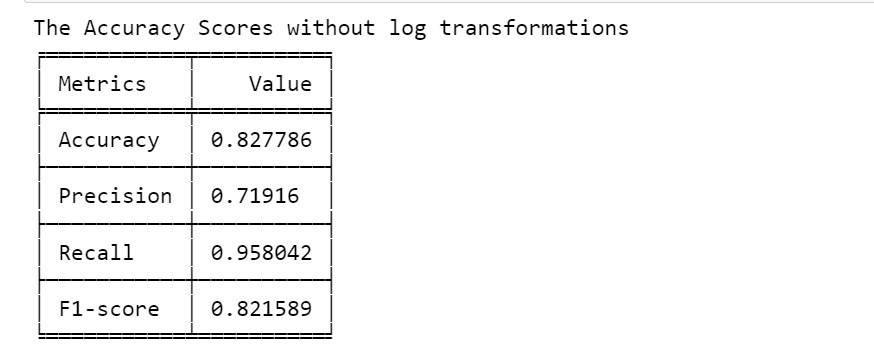 The Accuracy Scores without log transformations
Metrics Value
Accuracy 0.827786
Precision 0.71916
Recall 0.958042
F1-score 0.821589